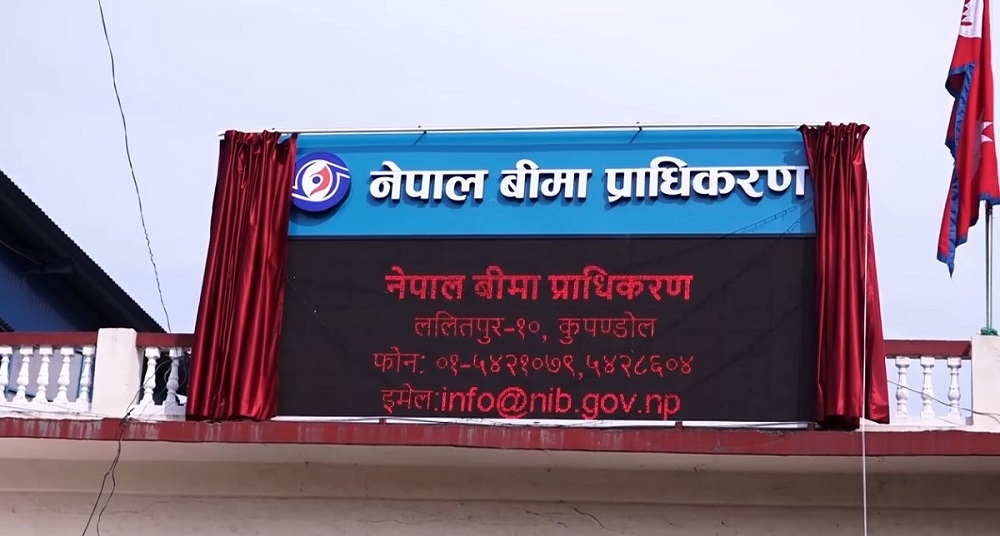 नेपाल बीमा प्राधिकरण
नेपाल बीमा प्राधिकरण
ललितपुर-१०, कुपण्डोल
फोन: ०१-५४२१०७९,५४२८६०४
इमेल:info@nib.gov.np